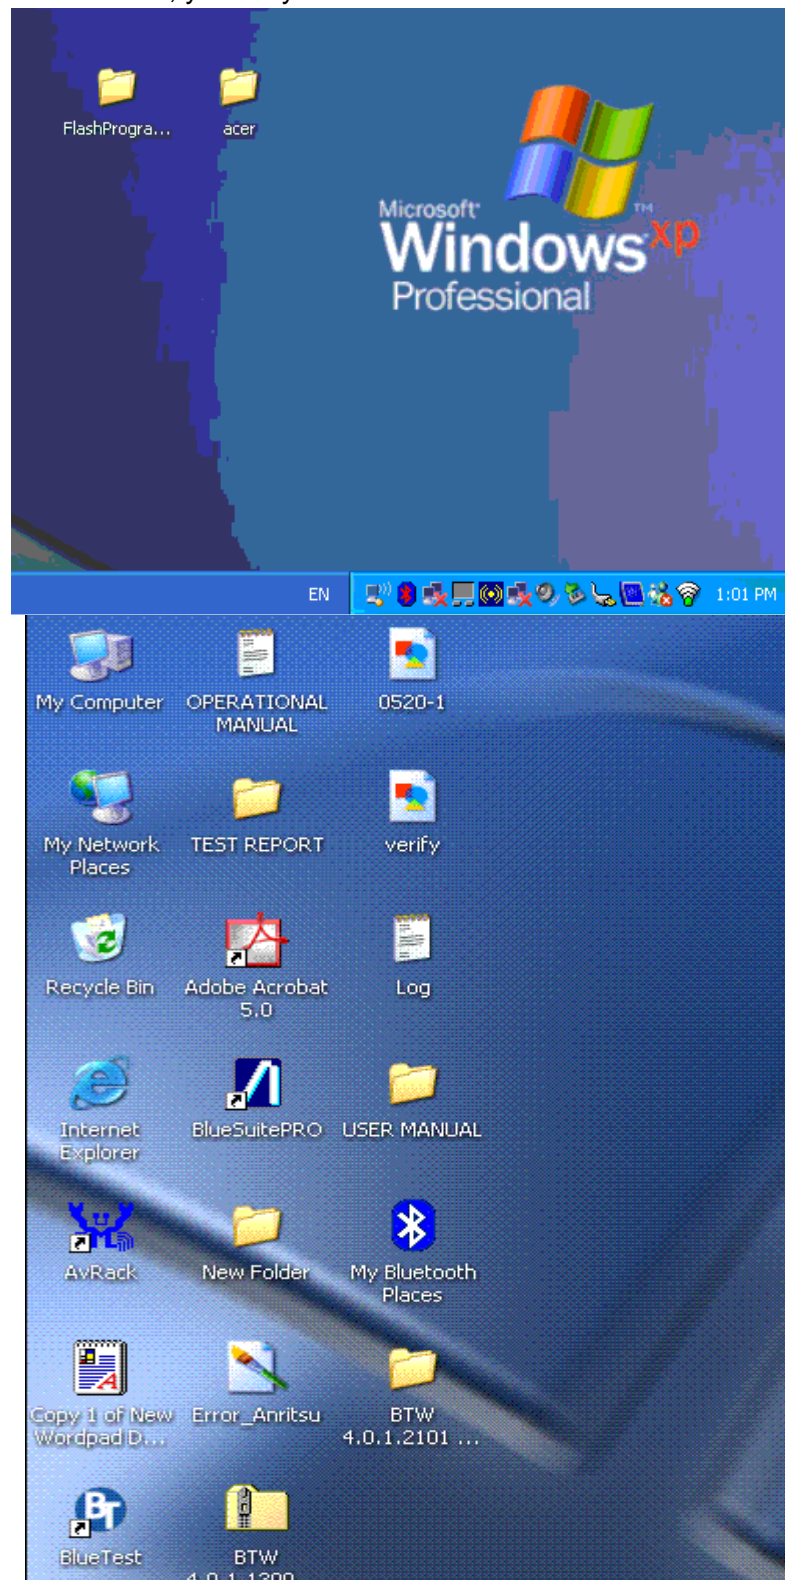 FlashProgra... acer
Microsoft
Windows xp
Professional
TM
EN 1:01 PM
My Computer OPERATIONAL MANUAL 0520-1
My Network Places TEST REPORT verify
Recycle Bin Adobe Acrobat 5.0 Log
Internet Explorer BlueSuitePRO USER MANUAL
AvRack New Folder My Bluetooth Places
Copy 1 of New Wordpad D... Error_Anritsu BTW 4.0.1.2101 ...
BlueTest BTW